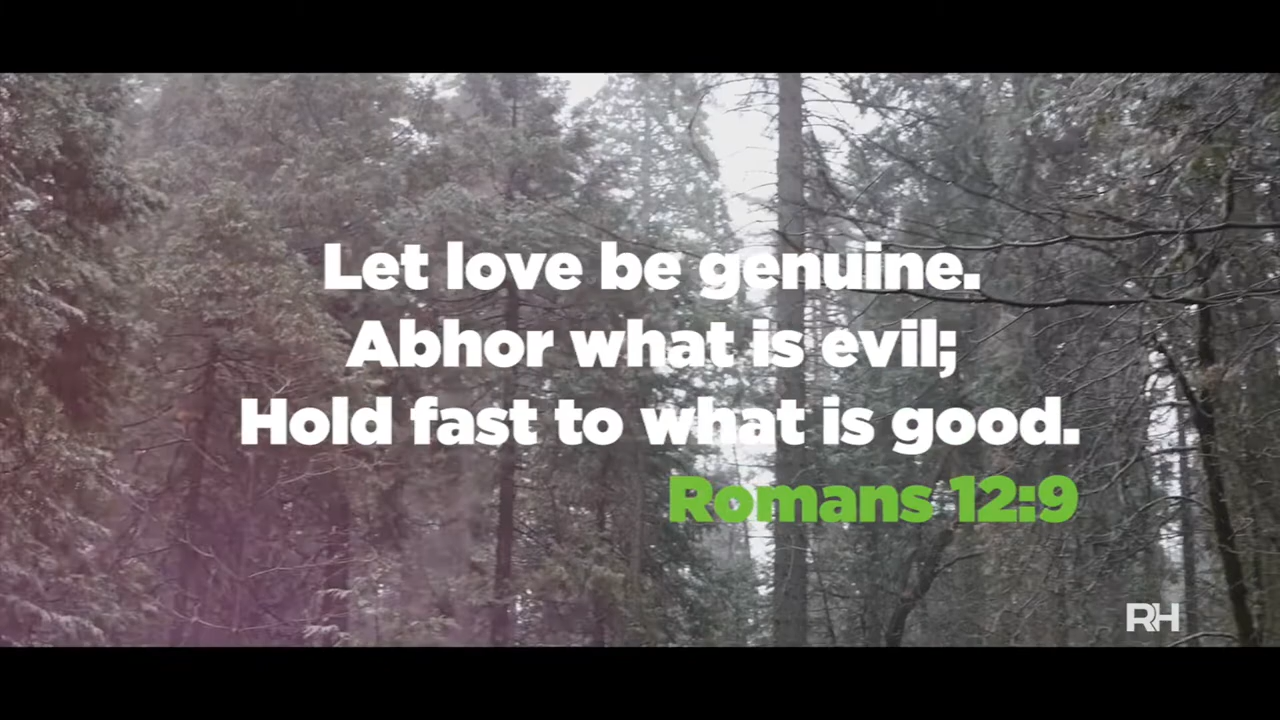 Let love be genuine.
Abhor what is evil;
Hold fast to what is good.
Romans 12:9
RH